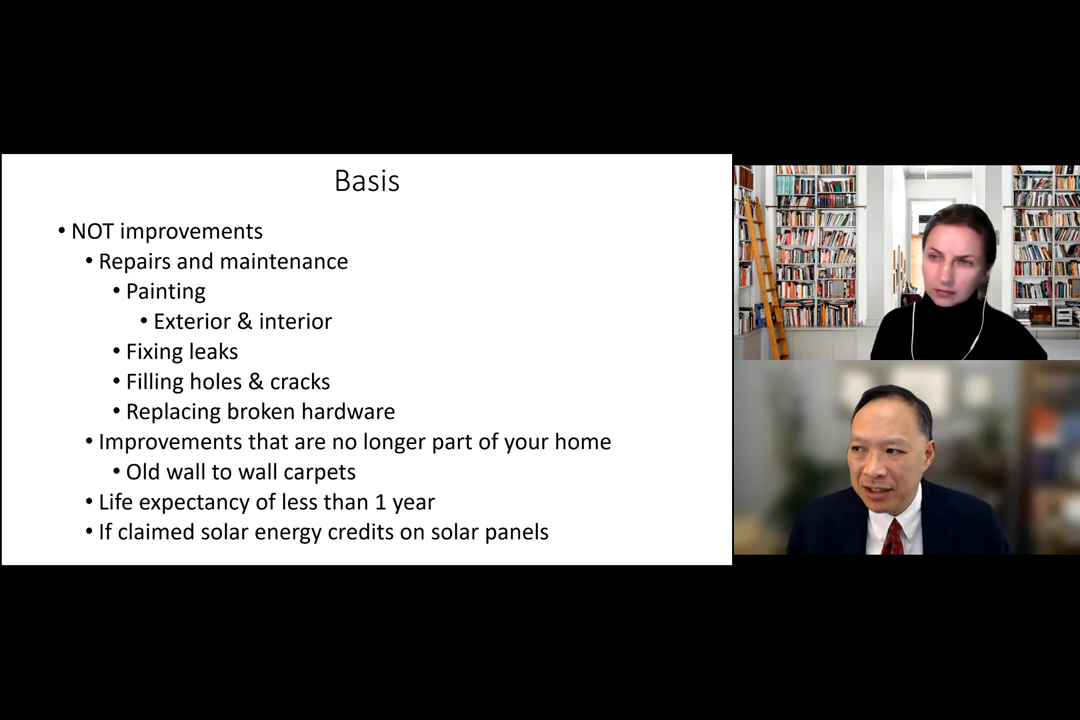 Basis
• NOT improvements
• Repairs and maintenance
• Painting
• Exterior & interior
• Fixing leaks
• Filling holes & cracks
• Replacing broken hardware
• Improvements that are no longer part of your home
• Old wall to wall carpets
• Life expectancy of less than 1 year
• If claimed solar energy credits on solar panels